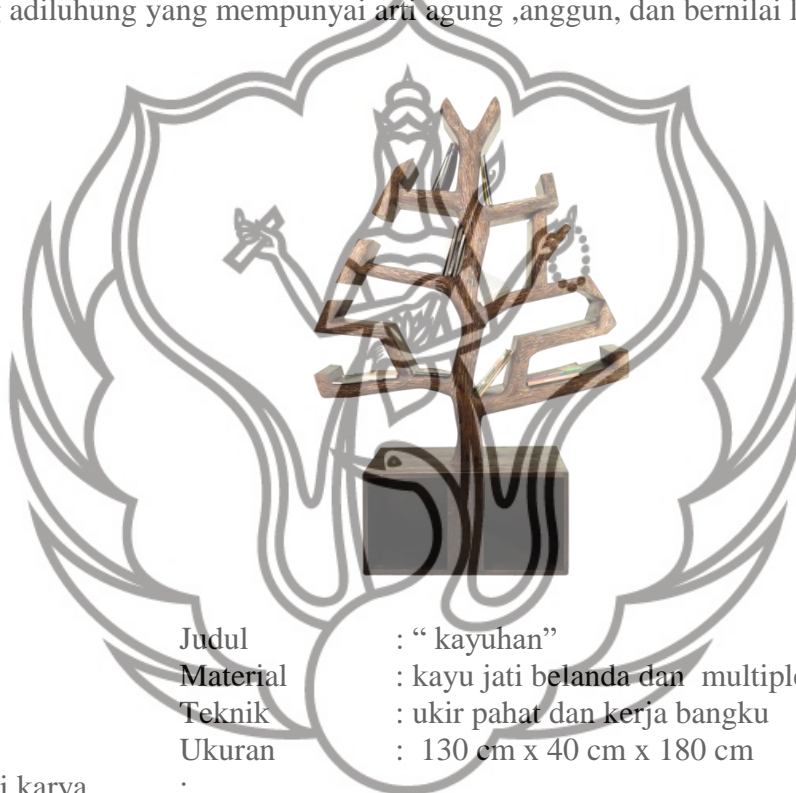 adiluhung yang mempunyai arti agung ,anggun, dan bernilai
Judul : “ kayuhan”
Material : kayu jati belanda dan
Teknik : ukir pahat dan kerja bangku
Ukuran : 130 cm x 40 cm x 180 cm
karya :